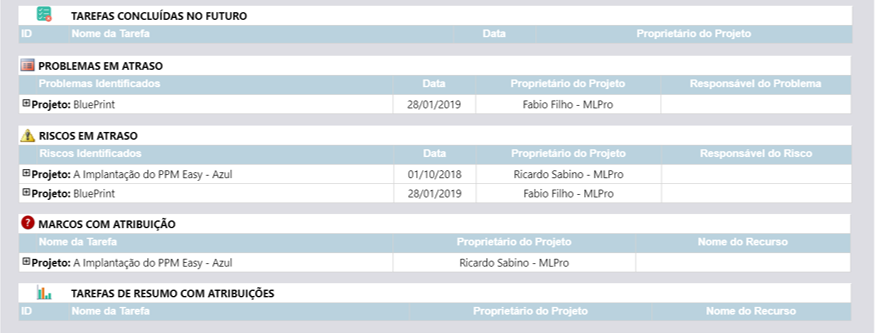 TAREFAS CONCLUÍDAS NO FUTURO
ID Nome da Tarefa Data Proprietário do Projeto
PROBLEMAS EM ATRASO
Problemas Identificados Data Proprietário do Projeto Responsável do Problema
Projeto: BluePrint 28/01/2019 Fabio Filho - MLPro
RISCOS EM ATRASO
Riscos Identificados Data Proprietário do Projeto Responsável do Risco
Projeto: A Implantação do PPM Easy - Azul 01/10/2018 Ricardo Sabino - MLPro
Projeto: BluePrint 28/01/2019 Fabio Filho - MLPro
MARCOS COM ATRIBUIÇÃO
Nome da Tarefa Proprietário do Projeto Nome do Recurso
Projeto: A Implantação do PPM Easy - Azul Ricardo Sabino - MLPro
TAREFAS DE RESUMO COM ATRIBUIÇÕES
ID Nome da Tarefa Proprietário do Projeto Nome do Recurso